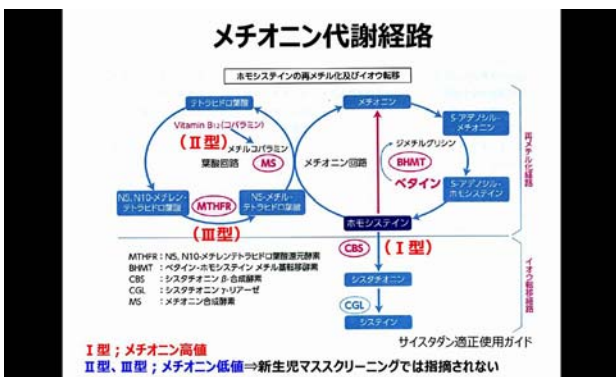 メチオニン代謝経路
ホモシステインの再メチル化及びイオウ転移
テトラヒドロ葉酸
メチオニン
Vitamin B12(コバラミン)
S-アデノシル-
メチオニン
(Ⅱ型)
メチルコバラミン
ジメチルグリシン
葉酸回路
MS
メチオニン回路
BHMT
ベタイン
再メチル化経路
N5, N10-メチレン-
テトラヒドロ葉酸
MTHFR
N5-メチル-
テトラヒドロ葉酸
S-アデノシル-
ホモシステイン
(Ⅲ型)
ホモシステイン
CBS
(Ⅰ型)
MTHFR:N5, N10-メチレンテトラヒドロ葉酸還元酵素
BHMT:ベタイン-ホモシステイン メチル基転移酵素
CBS:シスタチオニン β-合成酵素
CGL:シスタチオニン γ-リアーゼ
MS:メチオニン合成酵素
シスタチオニン
CGL
システイン
イオウ転移経路
サイスタダン適正使用ガイド
Ⅰ型;メチオニン高値
Ⅱ型、Ⅲ型;メチオニン低値⇒新生児マススクリーニングでは指摘されない